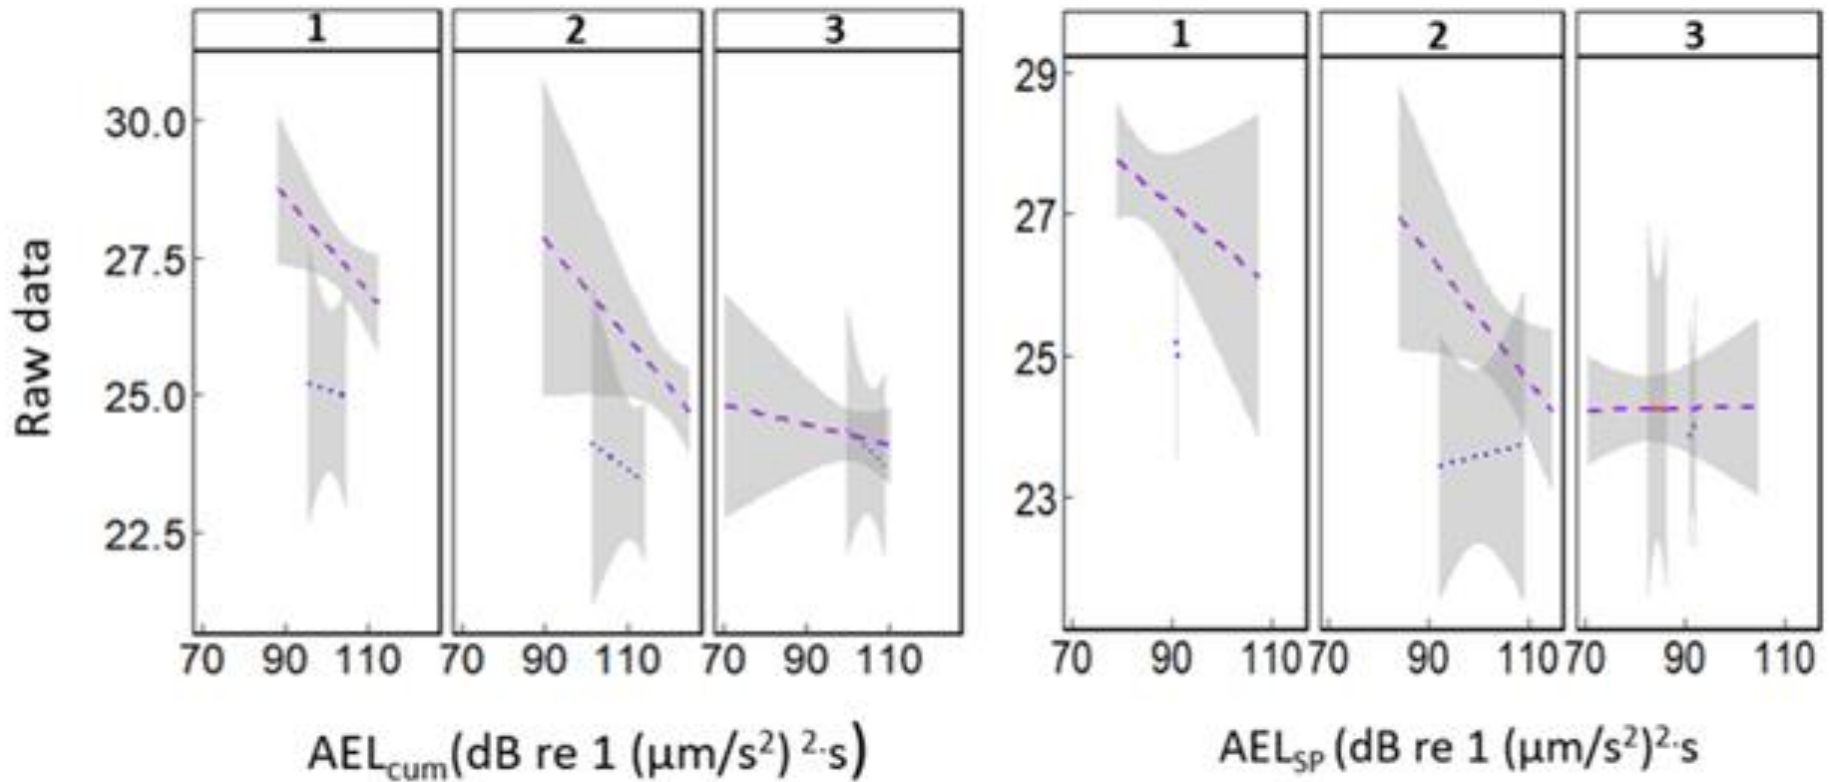 1 2 3
1 2 3
30.0
27.5
25.0
22.5
29
27
25
23
Raw data
70 90 110 70 90 110 70 90 110
70 90 110 70 90 110 70 90 110
AELcum(dB re 1 (μm/s²) ²·s)
AELSP (dB re 1 (μm/s²)²·s